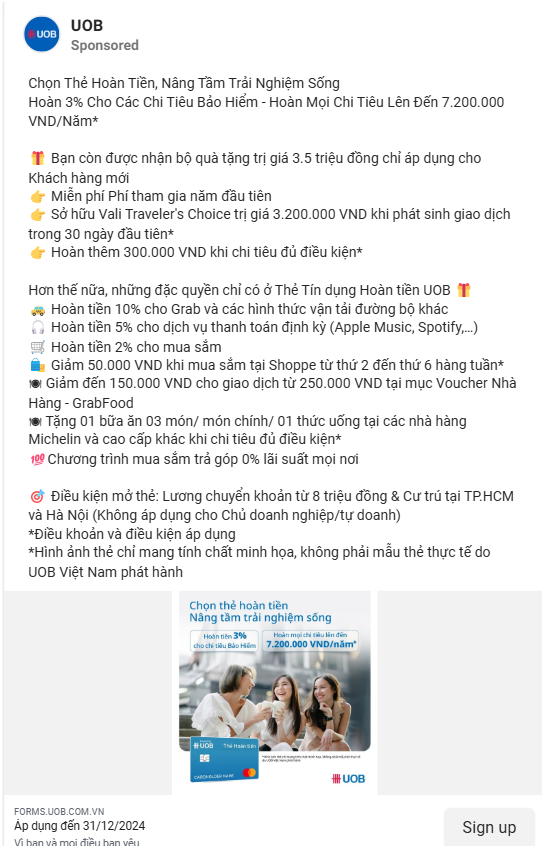 UOB
UOB
Sponsored
Chọn Thẻ Hoàn Tiền, Nâng Tầm Trải Nghiệm Sống
Hoàn 3% Cho Các Chi Tiêu Bảo Hiểm - Hoàn Mọi Chi Tiêu Lên Đến 7.200.000
VND/Năm*
🎁 Bạn còn được nhận bộ quà tặng trị giá 3.5 triệu đồng chỉ áp dụng cho
Khách hàng mới
👉 Miễn phí Phí tham gia năm đầu tiên
👉 Sở hữu Vali Traveler's Choice trị giá 3.200.000 VND khi phát sinh giao dịch
trong 30 ngày đầu tiên*
👉 Hoàn thêm 300.000 VND khi chi tiêu đủ điều kiện*
Hơn thế nữa, những đặc quyền chỉ có ở Thẻ Tín dụng Hoàn tiền UOB 🎁
🚕 Hoàn tiền 10% cho Grab và các hình thức vận tải đường bộ khác
🎧 Hoàn tiền 5% cho dịch vụ thanh toán định kỳ (Apple Music, Spotify,…)
🛒 Hoàn tiền 2% cho mua sắm
🛍️ Giảm 50.000 VND khi mua sắm tại Shoppe từ thứ 2 đến thứ 6 hàng tuần*
🍽 Giảm đến 150.000 VND cho giao dịch từ 250.000 VND tại mục Voucher Nhà
Hàng - GrabFood
🍽 Tặng 01 bữa ăn 03 món/ món chính/ 01 thức uống tại các nhà hàng
Michelin và cao cấp khác khi chi tiêu đủ điều kiện*
💯Chương trình mua sắm trả góp 0% lãi suất mọi nơi
🎯 Điều kiện mở thẻ: Lương chuyển khoản từ 8 triệu đồng & Cư trú tại TP.HCM
và Hà Nội (Không áp dụng cho Chủ doanh nghiệp/tự doanh)
*Điều khoản và điều kiện áp dụng
*Hình ảnh thẻ chỉ mang tính chất minh họa, không phải mẫu thẻ thực tế do
UOB Việt Nam phát hành
Chọn thẻ hoàn tiền
Nâng tầm trải nghiệm sống
Hoàn tiền 3%
cho chi tiêu Bảo Hiểm
Hoàn mọi chi tiêu lên đến
7.200.000 VND/năm*
UOB
Thẻ Hoàn Tiền
CARDHOLDER NAME
UOB
FORMS.UOB.COM.VN
Áp dụng đến 31/12/2024
Vì bạn và mọi điều bạn yêu
Sign up